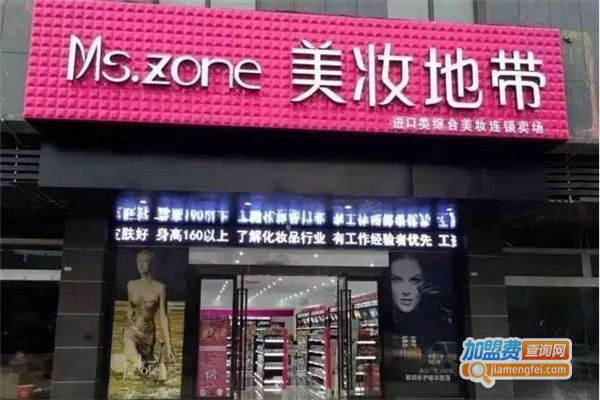 Ms.zone 美妆地带
进口类综合美妆连锁卖场
皮肤好 身高160以上 了解化妆品行业 有工作经验者优先 工
加盟费查询网
jiamengfei.com